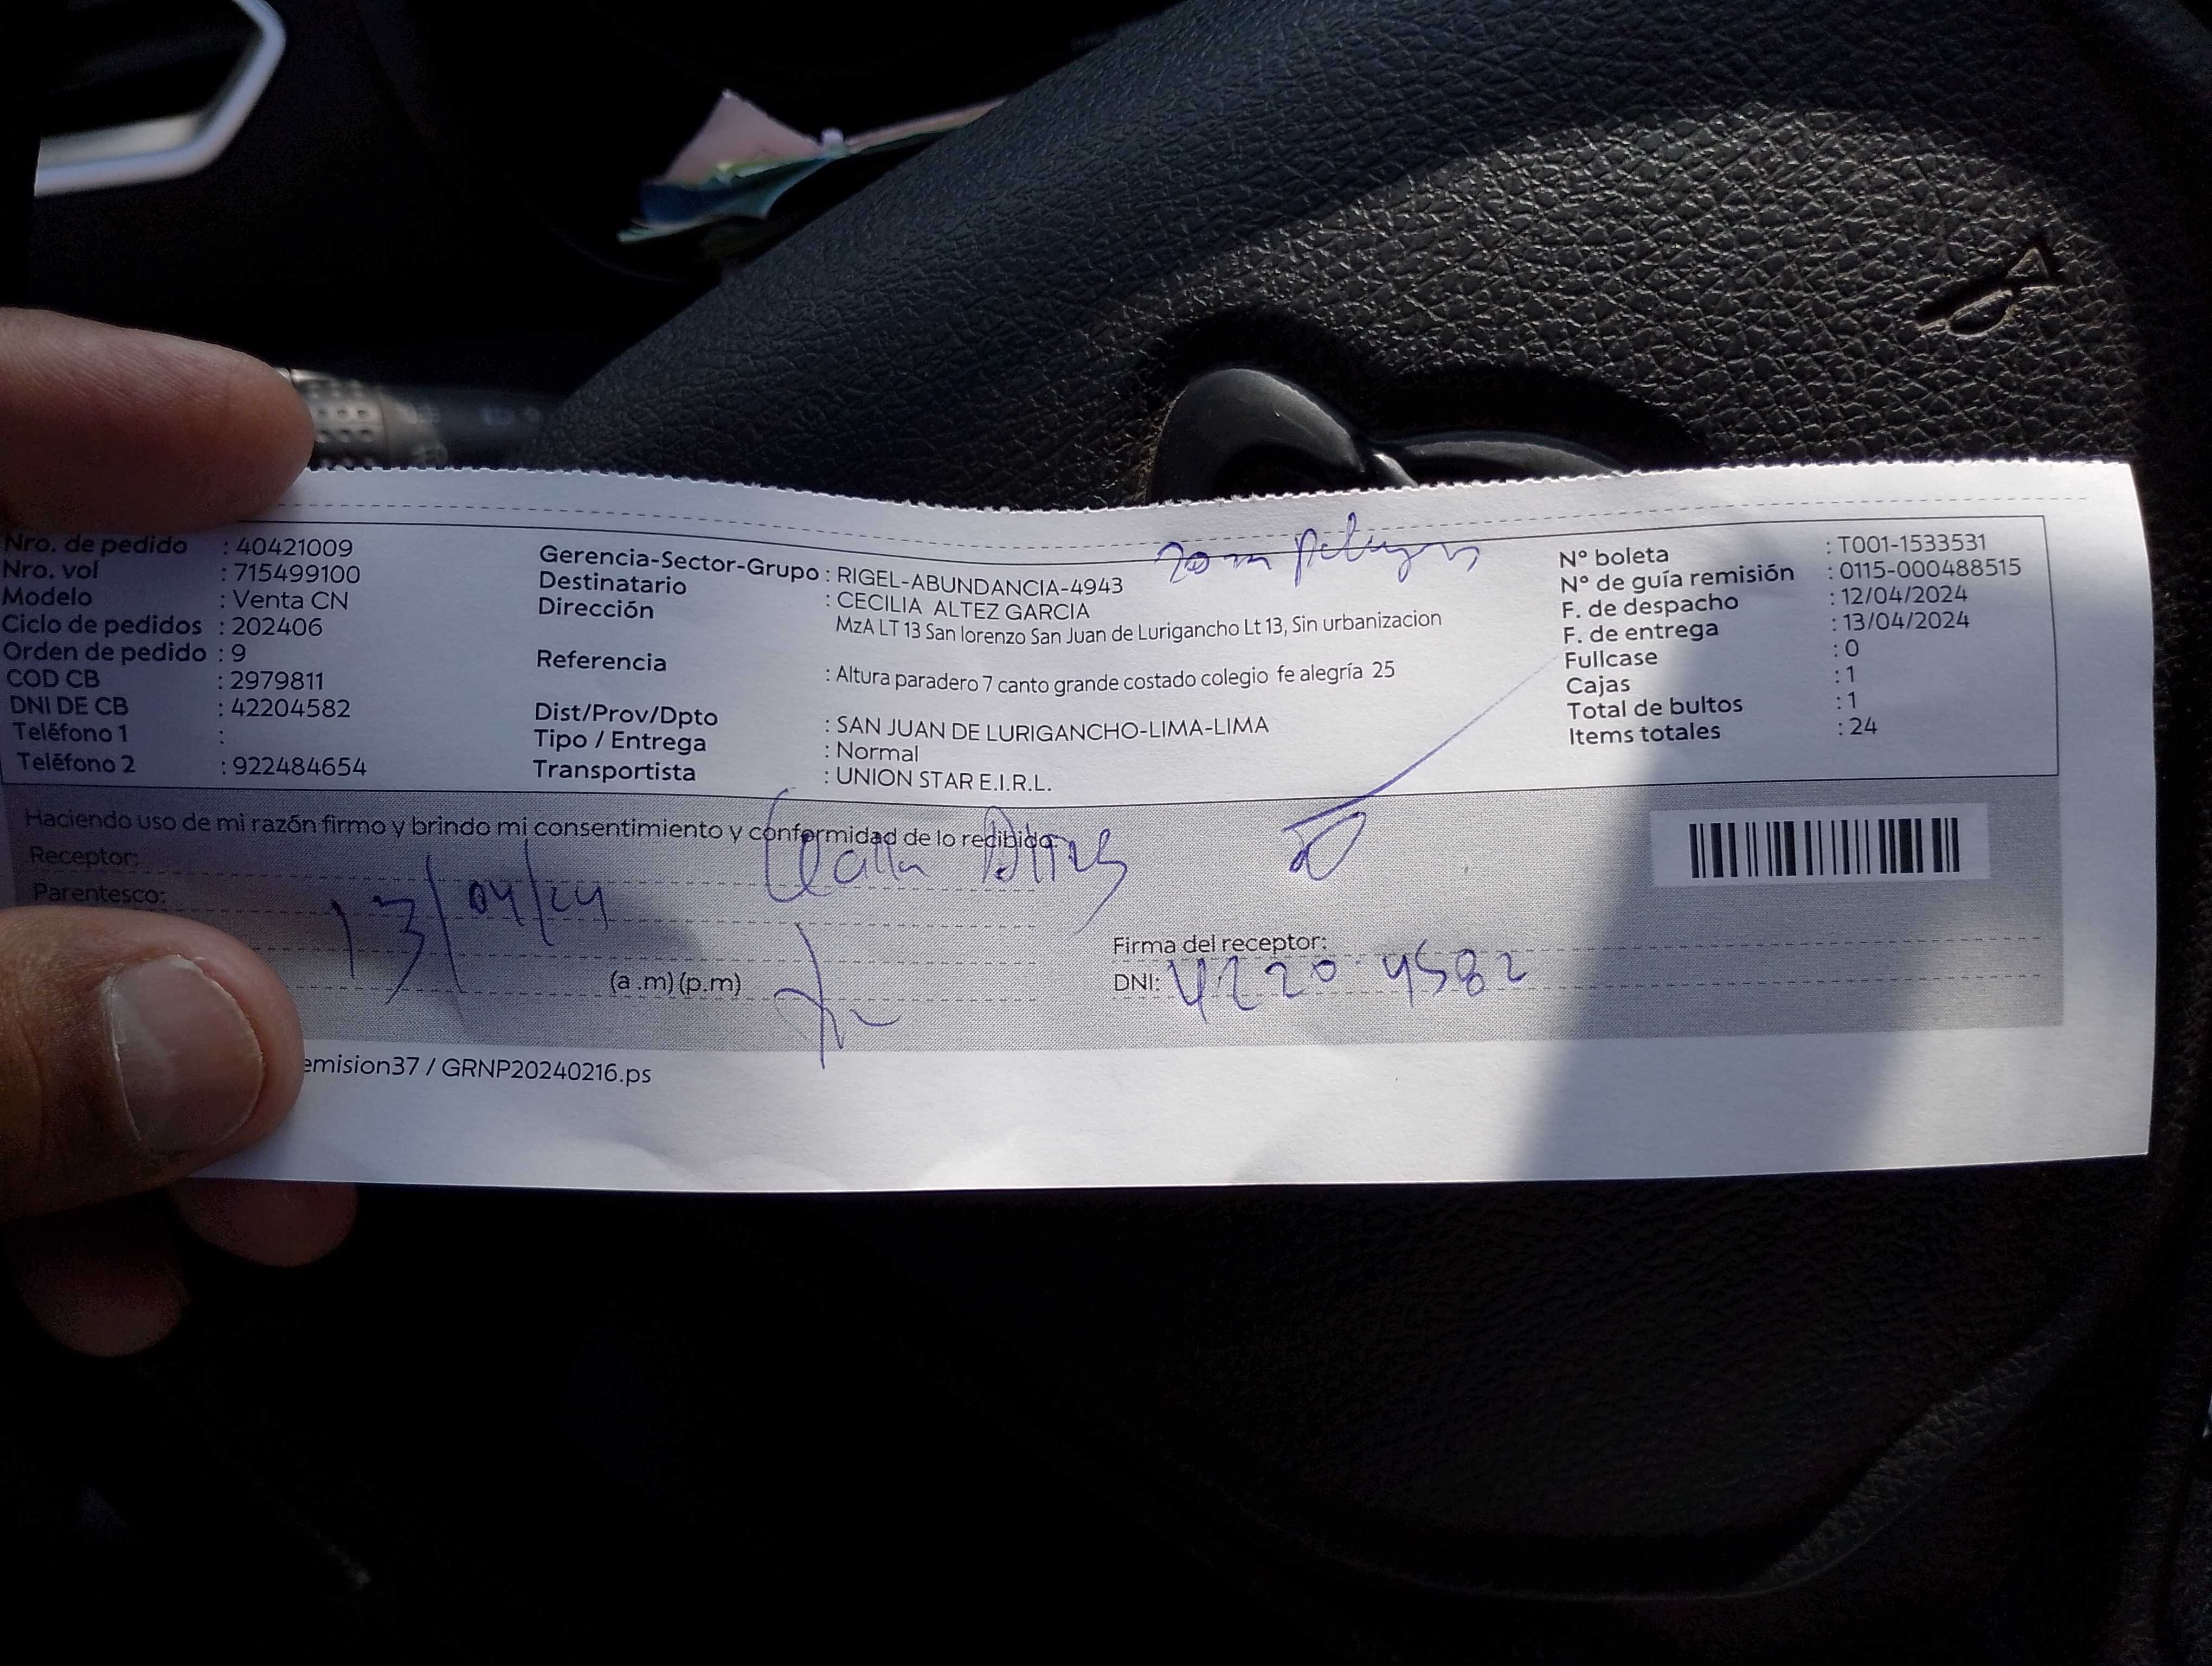 Nro. de pedido : 40421009
Nro. vol : 715499100
Modelo : Venta CN
Ciclo de pedidos : 202406
Orden de pedido : 9
COD CB : 2979811
DNI DE CB : 42204582
Teléfono 1 :
Teléfono 2 : 922484654
Gerencia-Sector-Grupo : RIGEL-ABUNDANCIA-4943
Destinatario : CECILIA ALTEZ GARCIA
Dirección MzA LT 13 San lorenzo San Juan de Lurigancho Lt 13, Sin urbanizacion
Referencia : Altura paradero 7 canto grande costado colegio fe alegría 25
Dist/Prov/Dpto : SAN JUAN DE LURIGANCHO-LIMA-LIMA
Tipo / Entrega : Normal
Transportista : UNION STAR E.I.R.L.
N° boleta : T001-1533531
N° de guía remisión : 0115-000488515
F. de despacho : 12/04/2024
F. de entrega : 13/04/2024
Fullcase : 0
Cajas : 1
Total de bultos : 1
Items totales : 24
Haciendo uso de mi razón firmo y brindo mi consentimiento y conformidad de lo recibido.
Receptor:
Parentesco:
13/04/24
(a .m) (p.m)
Firma del receptor:
DNI: 4220 4582
emision37 / GRNP20240216.ps